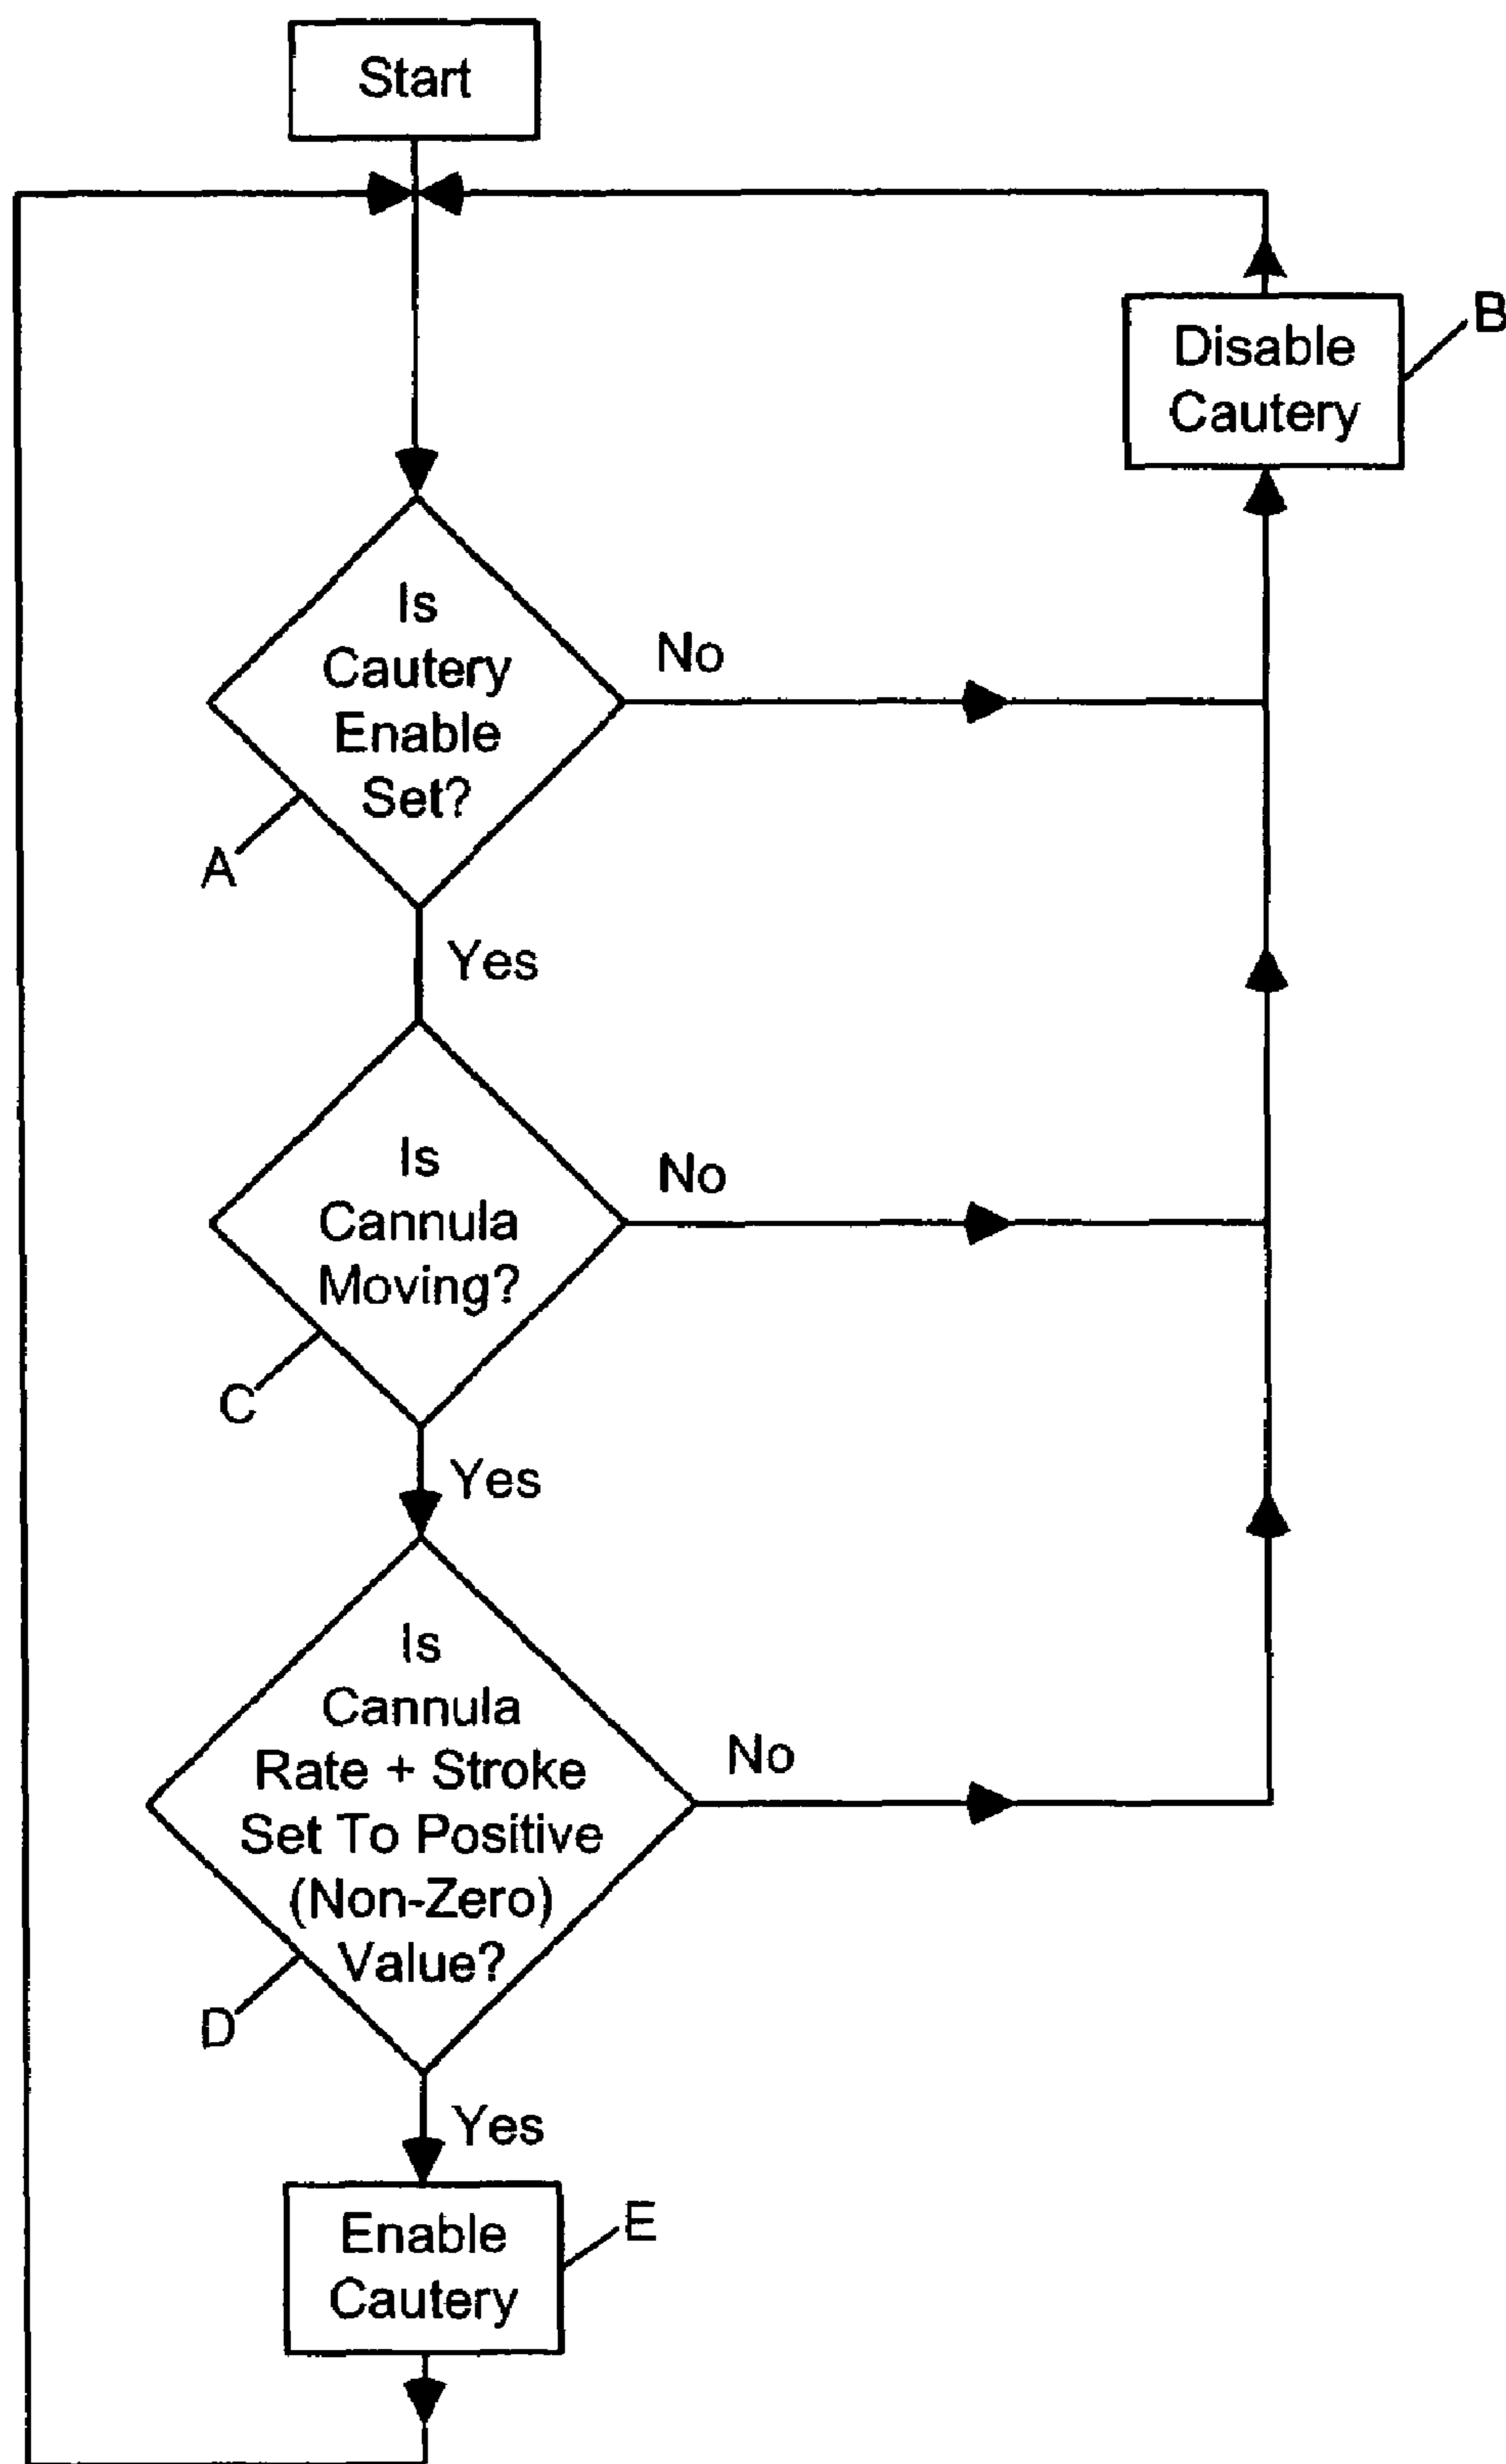 Start
Disable
Cautery
B
Is
Cautery
Enable
Set?
No
A
Yes
Is
Cannula
Moving?
No
C
Yes
Is
Cannula
Rate + Stroke
Set To Positive
(Non-Zero)
Value?
No
D
Yes
Enable
Cautery
E